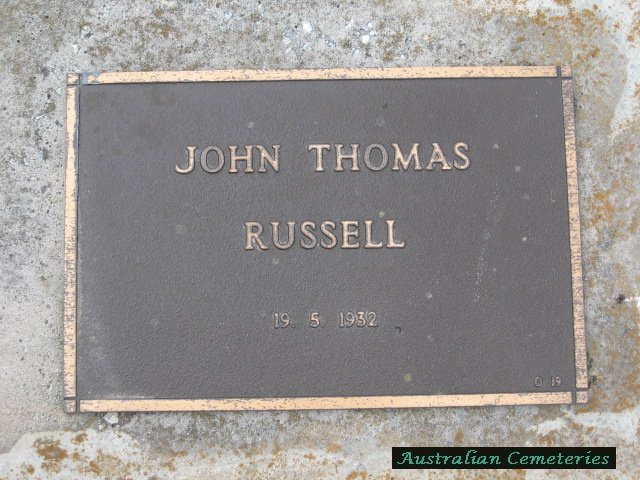 JOHN THOMAS
RUSSELL
19. 5. 1932
O 19
Australian Cemeteries